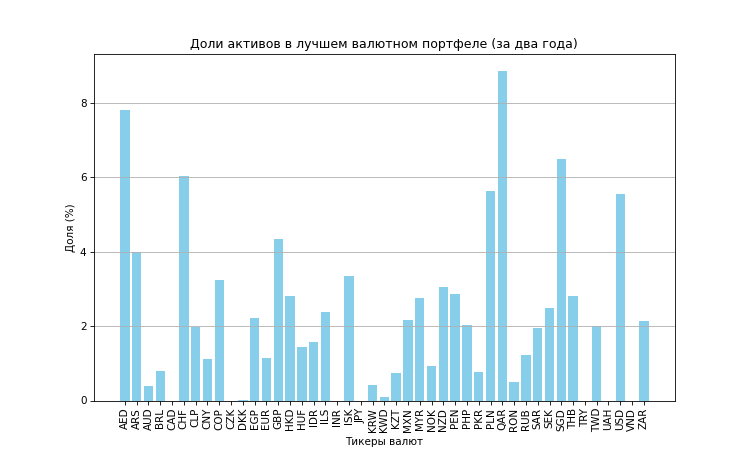 Доли активов в лучшем валютном портфеле (за два года)
Доля (%)
8
6
4
2
0
AED ARS AUD BRL CAD CHF CLP CNY COP CZK DKK EGP EUR GBP HKD HUF IDR ILS INR ISK JPY KRW KWD KZT MXN MYR NOK NZD PEN PHP PKR PLN QAR RON RUB SAR SEK SGD THB TRY TWD UAH USD VND ZAR
Тикеры валют